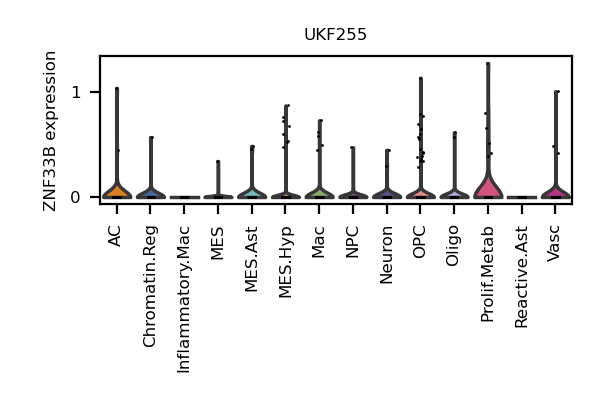 UKF255
ZNF33B expression
1
0
AC
Chromatin.Reg
Inflammatory.Mac
MES
MES.Ast
MES.Hyp
Mac
NPC
Neuron
OPC
Oligo
Prolif.Metab
Reactive.Ast
Vasc